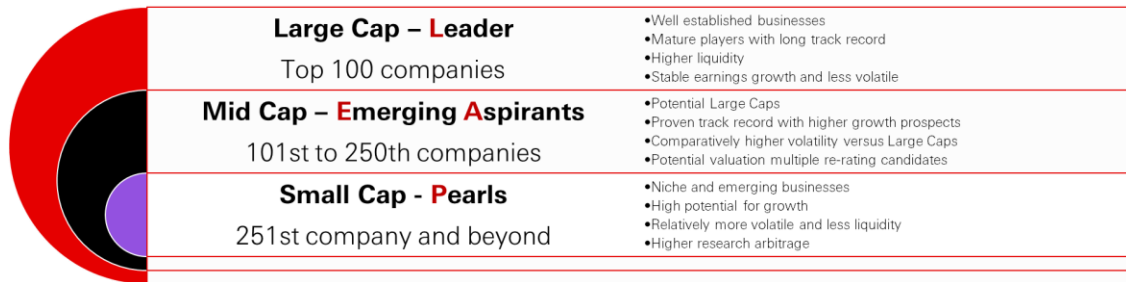 Large Cap – Leader
Top 100 companies
•Well established businesses
•Mature players with long track record
•Higher liquidity
•Stable earnings growth and less volatile
Mid Cap – Emerging Aspirants
101st to 250th companies
•Potential Large Caps
•Proven track record with higher growth prospects
•Comparatively higher volatility versus Large Caps
•Potential valuation multiple re-rating candidates
Small Cap - Pearls
251st company and beyond
•Niche and emerging businesses
•High potential for growth
•Relatively more volatile and less liquidity
•Higher research arbitrage